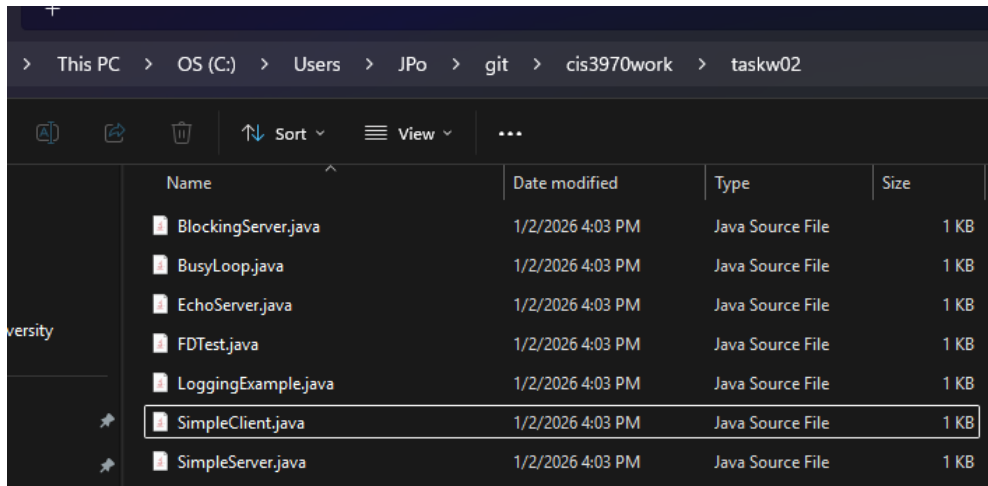 +
> This PC > OS (C:) > Users > JPo > git > cis3970work > taskw02
Sort View ...
Name Date modified Type Size
BlockingServer.java 1/2/2026 4:03 PM Java Source File 1 KB
BusyLoop.java 1/2/2026 4:03 PM Java Source File 1 KB
EchoServer.java 1/2/2026 4:03 PM Java Source File 1 KB
versity
FDTest.java 1/2/2026 4:03 PM Java Source File 1 KB
LoggingExample.java 1/2/2026 4:03 PM Java Source File 1 KB
SimpleClient.java 1/2/2026 4:03 PM Java Source File 1 KB
SimpleServer.java 1/2/2026 4:03 PM Java Source File 1 KB